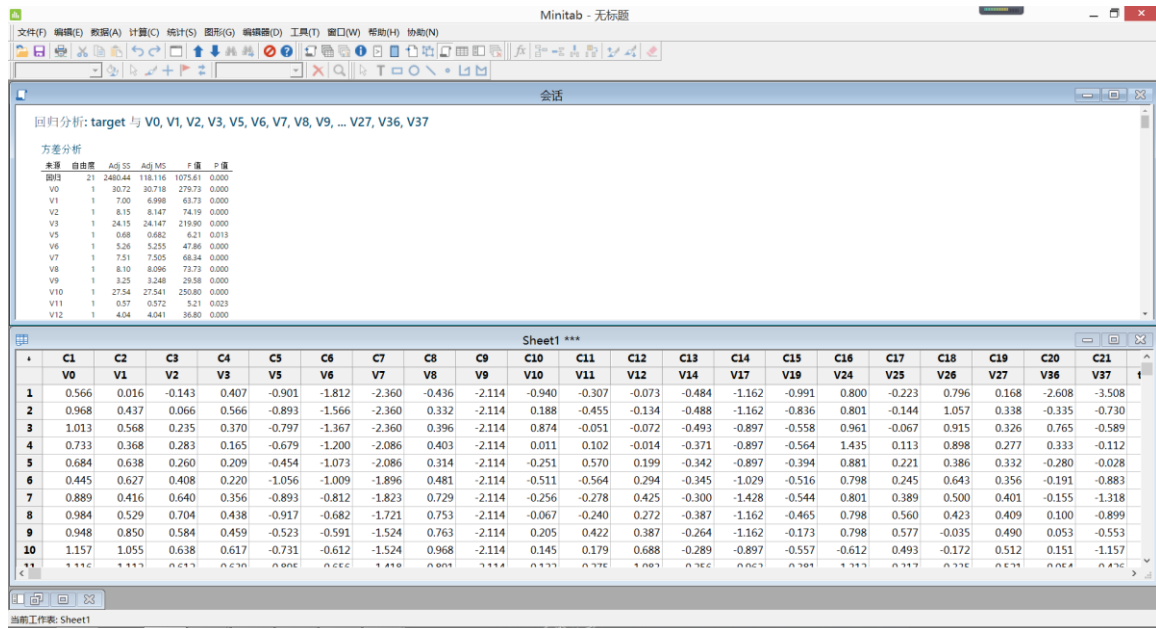 Minitab - 无标题
文件(F) 编辑(E) 数据(A) 计算(C) 统计(S) 图形(G) 编辑器(D) 工具(T) 窗口(W) 帮助(H) 协助(N)
会话
回归分析: target 与 V0, V1, V2, V3, V5, V6, V7, V8, V9, ... V27, V36, V37
方差分析
来源 自由度 Adj SS Adj MS F 值 P 值
回归 21 2480.44 118.116 1075.61 0.000
V0 1 30.72 30.718 279.73 0.000
V1 1 7.00 6.998 63.73 0.000
V2 1 8.15 8.147 74.19 0.000
V3 1 24.15 24.147 219.90 0.000
V5 1 0.68 0.682 6.21 0.013
V6 1 5.26 5.255 47.86 0.000
V7 1 7.51 7.505 68.34 0.000
V8 1 8.10 8.096 73.73 0.000
V9 1 3.25 3.248 29.58 0.000
V10 1 27.54 27.541 250.80 0.000
V11 1 0.57 0.572 5.21 0.023
V12 1 4.04 4.041 36.80 0.000
Sheet1 ***
C1 C2 C3 C4 C5 C6 C7 C8 C9 C10 C11 C12 C13 C14 C15 C16 C17 C18 C19 C20 C21
V0 V1 V2 V3 V5 V6 V7 V8 V9 V10 V11 V12 V14 V17 V19 V24 V25 V26 V27 V36 V37 t
1 0.566 0.016 -0.143 0.407 -0.901 -1.812 -2.360 -0.436 -2.114 -0.940 -0.307 -0.073 -0.484 -1.162 -0.991 0.800 -0.223 0.796 0.168 -2.608 -3.508
2 0.968 0.437 0.066 0.566 -0.893 -1.566 -2.360 0.332 -2.114 0.188 -0.455 -0.134 -0.488 -1.162 -0.836 0.801 -0.144 1.057 0.338 -0.335 -0.730
3 1.013 0.568 0.235 0.370 -0.797 -1.367 -2.360 0.396 -2.114 0.874 -0.051 -0.072 -0.493 -0.897 -0.558 0.961 -0.067 0.915 0.326 0.765 -0.589
4 0.733 0.368 0.283 0.165 -0.679 -1.200 -2.086 0.403 -2.114 0.011 0.102 -0.014 -0.371 -0.897 -0.564 1.435 0.113 0.898 0.277 0.333 -0.112
5 0.684 0.638 0.260 0.209 -0.454 -1.073 -2.086 0.314 -2.114 -0.251 0.570 0.199 -0.342 -0.897 -0.394 0.881 0.221 0.386 0.332 -0.280 -0.028
6 0.445 0.627 0.408 0.220 -1.056 -1.009 -1.896 0.481 -2.114 -0.511 -0.564 0.294 -0.345 -1.029 -0.516 0.798 0.245 0.643 0.356 -0.191 -0.883
7 0.889 0.416 0.640 0.356 -0.893 -0.812 -1.823 0.729 -2.114 -0.256 -0.278 0.425 -0.300 -1.428 -0.544 0.801 0.389 0.500 0.401 -0.155 -1.318
8 0.984 0.529 0.704 0.438 -0.917 -0.682 -1.721 0.753 -2.114 -0.067 -0.240 0.272 -0.387 -1.162 -0.465 0.798 0.560 0.423 0.409 0.100 -0.899
9 0.948 0.850 0.584 0.459 -0.523 -0.591 -1.524 0.763 -2.114 0.205 0.422 0.387 -0.264 -1.162 -0.173 0.798 0.577 -0.035 0.490 0.053 -0.553
10 1.157 1.055 0.638 0.617 -0.731 -0.612 -1.524 0.968 -2.114 0.145 0.179 0.688 -0.289 -0.897 -0.557 -0.612 0.493 -0.172 0.512 0.151 -1.157
当前工作表: Sheet1